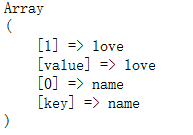 Array
(
    [1] => love
    [value] => love
    [0] => name
    [key] => name
)